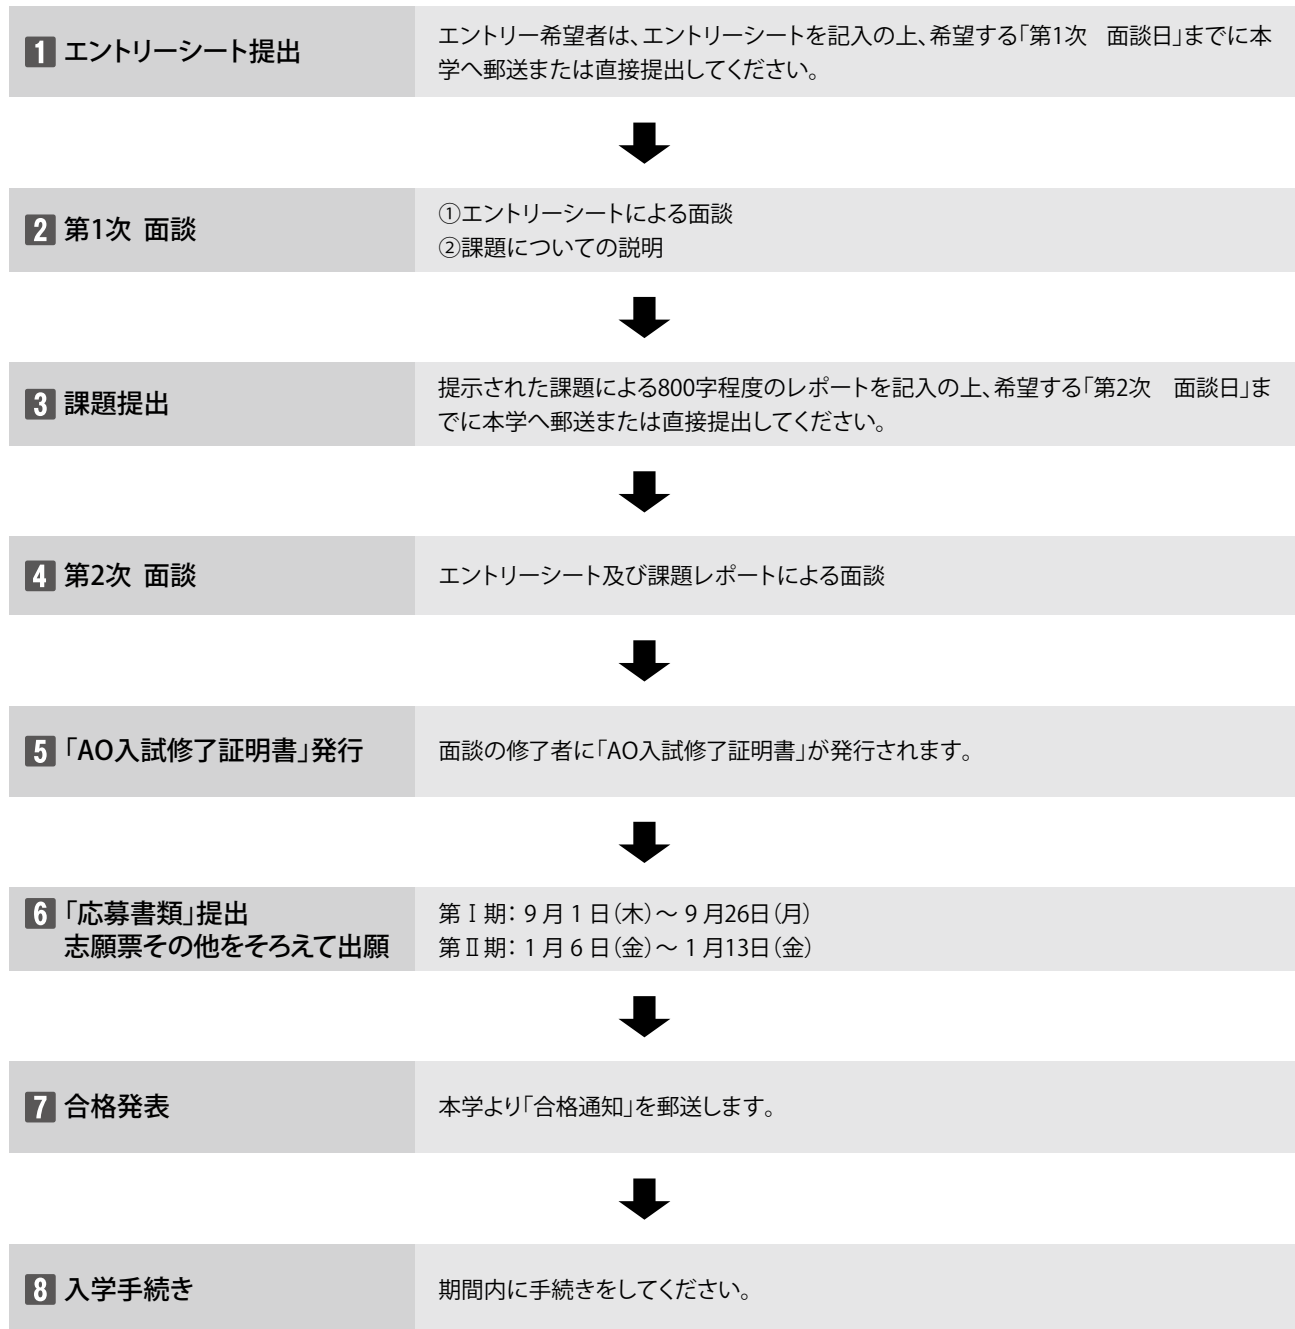 1 エントリーシート提出
エントリー希望者は、エントリーシートを記入の上、希望する「第1次　面談日」までに本
学へ郵送または直接提出してください。
2 第1次 面談
①エントリーシートによる面談
②課題についての説明
3 課題提出
提示された課題による800字程度のレポートを記入の上、希望する「第2次　面談日」ま
でに本学へ郵送または直接提出してください。
4 第2次 面談
エントリーシート及び課題レポートによる面談
5 「AO入試修了証明書」発行
面談の修了者に「AO入試修了証明書」が発行されます。
6 「応募書類」提出
志願票その他をそろえて出願
第Ⅰ期：9月1日（木）～9月26日（月）
第Ⅱ期：1月6日（金）～1月13日（金）
7 合格発表
本学より「合格通知」を郵送します。
8 入学手続き
期間内に手続きをしてください。